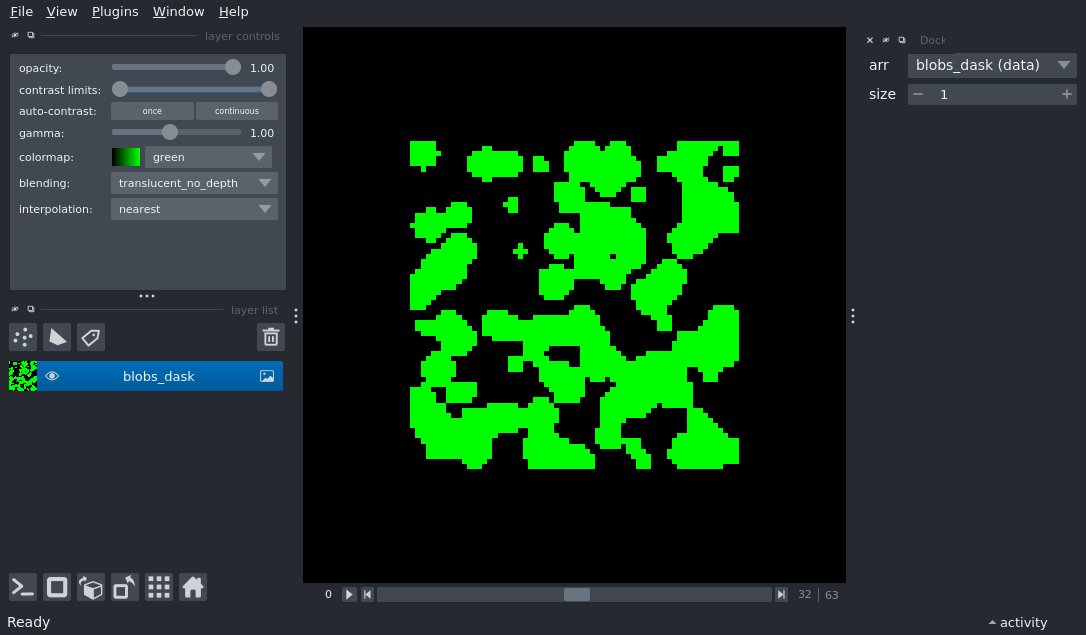 File View Plugins Window Help
layer controls
opacity: 1.00
contrast limits:
auto-contrast: once continuous
gamma: 1.00
colormap: green
blending: translucent_no_depth
interpolation: nearest
layer list
blobs_dask
0 32 63
Dock
arr blobs_dask (data)
size 1
Ready
activity